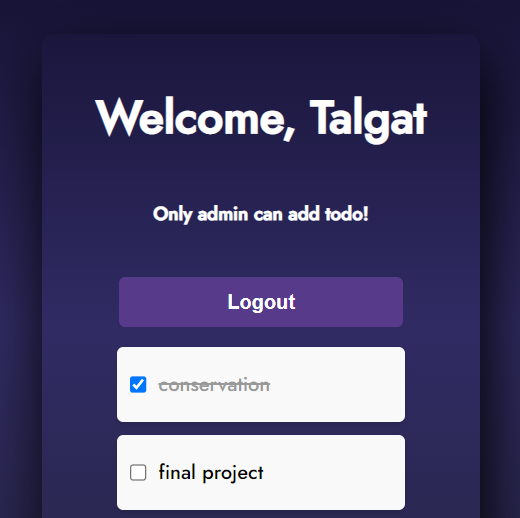 Welcome, Talgat
Only admin can add todo!
Logout
conservation
final project